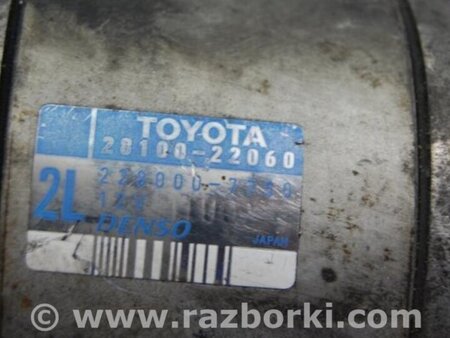 TOYOTA
28100-22060
2L
DENSO
JAPAN
© www.razborki.com